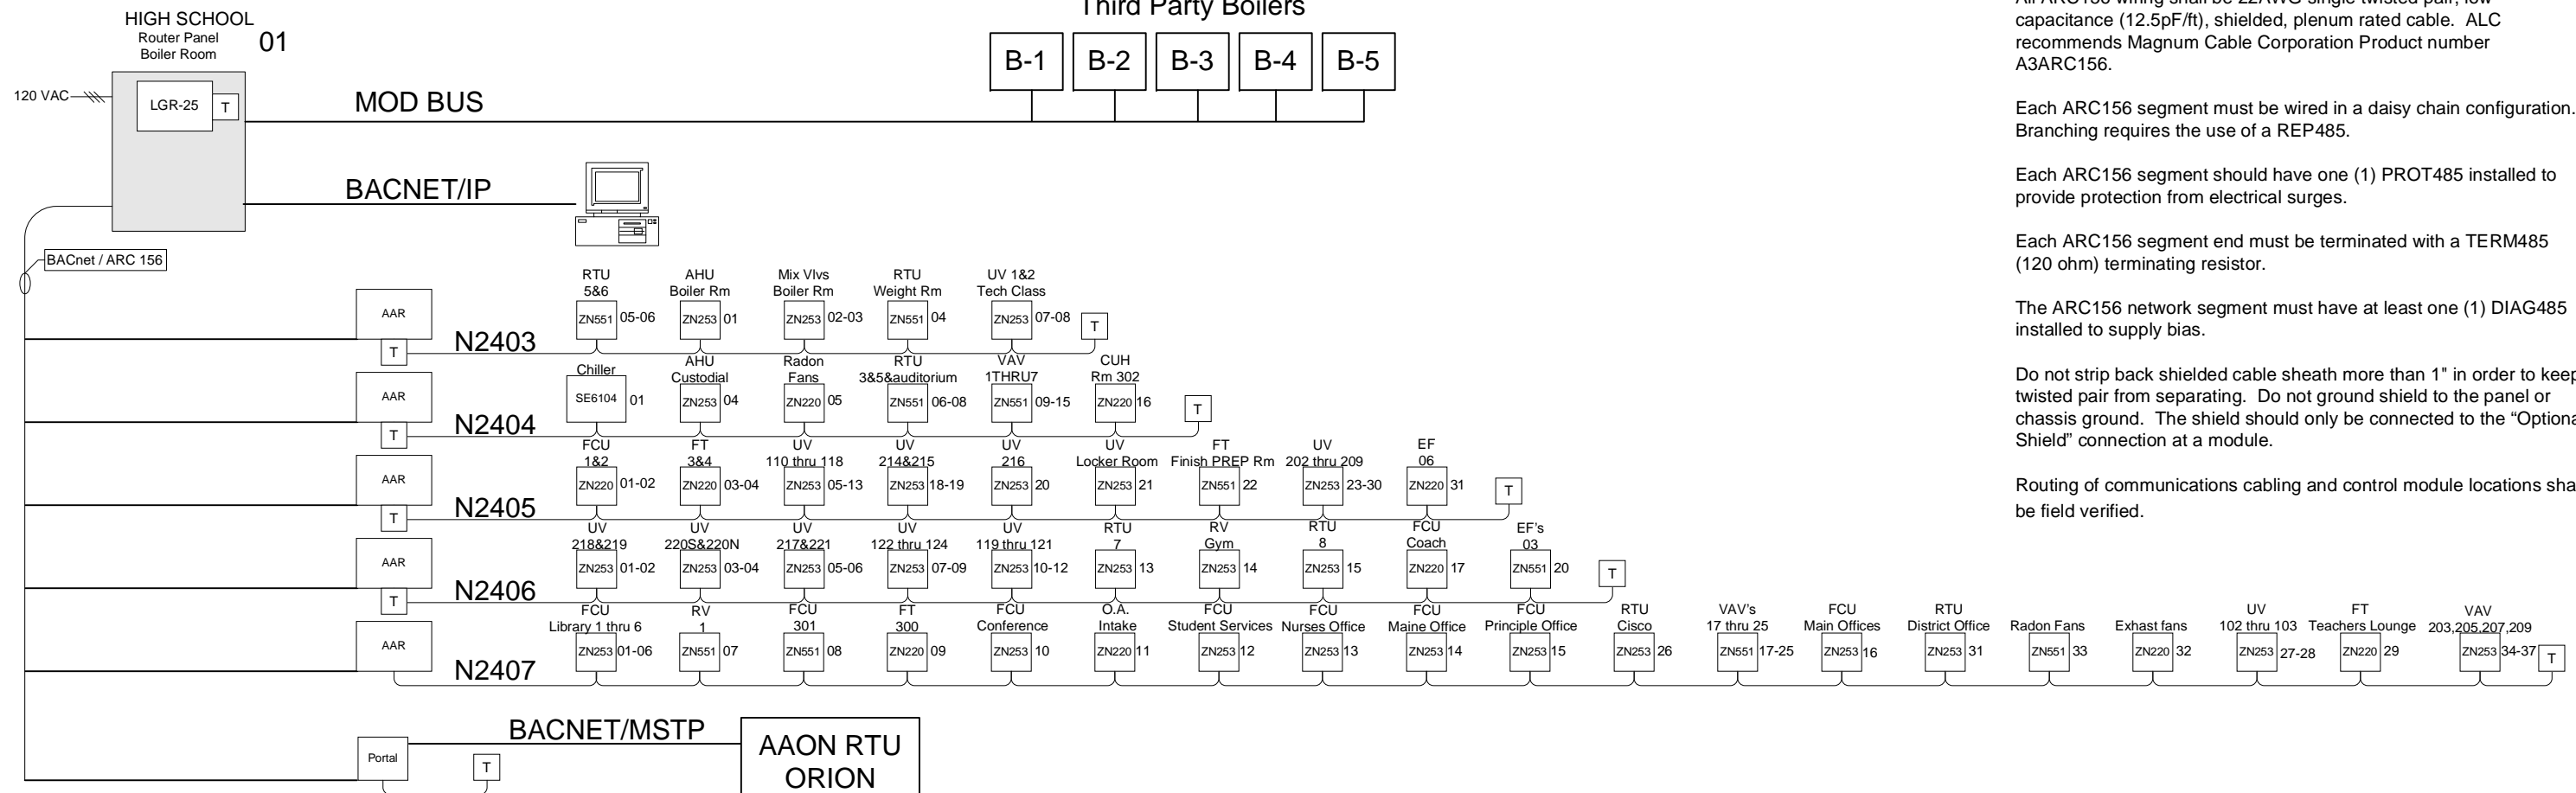 HIGH SCHOOL
Router Panel
Boiler Room
01
120 VAC
LGR-25
T
MOD BUS
Third Party Boilers
B-1 B-2 B-3 B-4 B-5
BACNET/IP
BACnet / ARC 156
capacitance (12.5pF/ft), shielded, plenum rated cable. ALC
recommends Magnum Cable Corporation Product number
A3ARC156.
Each ARC156 segment must be wired in a daisy chain configuration.
Branching requires the use of a REP485.
Each ARC156 segment should have one (1) PROT485 installed to
provide protection from electrical surges.
Each ARC156 segment end must be terminated with a TERM485
(120 ohm) terminating resistor.
The ARC156 network segment must have at least one (1) DIAG485
installed to supply bias.
Do not strip back shielded cable sheath more than 1" in order to keep
twisted pair from separating. Do not ground shield to the panel or
chassis ground. The shield should only be connected to the “Optiona
Shield” connection at a module.
Routing of communications cabling and control module locations sha
be field verified.
RTU AHU Mix Vlvs RTU UV 1&2
5&6 Boiler Rm Boiler Rm Weight Rm Tech Class
AAR ZN551 05-06 ZN253 01 ZN253 02-03 ZN551 04 ZN253 07-08 T
T N2403
Chiller AHU Radon RTU VAV CUH
Custodial Fans 3&5&auditorium 1THRU7 Rm 302
AAR SE6104 01 ZN253 04 ZN220 05 ZN551 06-08 ZN551 09-15 ZN220 16 T
T N2404
FCU FT UV UV UV UV FT UV EF
1&2 3&4 110 thru 118 214&215 216 Locker Room Finish PREP Rm 202 thru 209 06
AAR ZN220 01-02 ZN220 03-04 ZN253 05-13 ZN253 18-19 ZN253 20 ZN253 21 ZN551 22 ZN253 23-30 ZN220 31 T
T N2405
UV UV UV UV UV RTU RV RTU FCU EF's
218&219 220S&220N 217&221 122 thru 124 119 thru 121 7 Gym 8 Coach 03
AAR ZN253 01-02 ZN253 03-04 ZN253 05-06 ZN253 07-09 ZN253 10-12 ZN253 13 ZN253 14 ZN253 15 ZN220 17 ZN551 20 T
T N2406
FCU RV FCU FT FCU O.A. FCU FCU FCU FCU RTU VAV's FCU RTU Radon Fans Exhast fans UV FT VAV
Library 1 thru 6 1 301 300 Conference Intake Student Services Nurses Office Maine Office Principle Office Cisco 17 thru 25 Main Offices District Office 102 thru 103 Teachers Lounge 203,205,207,209
AAR ZN253 01-06 ZN551 07 ZN551 08 ZN220 09 ZN253 10 ZN220 11 ZN253 12 ZN253 13 ZN253 14 ZN253 15 ZN253 26 ZN551 17-25 ZN253 16 ZN253 31 ZN551 33 ZN220 32 ZN253 27-28 ZN220 29 ZN253 34-37 T
N2407
BACNET/MSTP
Portal
T
AAON RTU
ORION